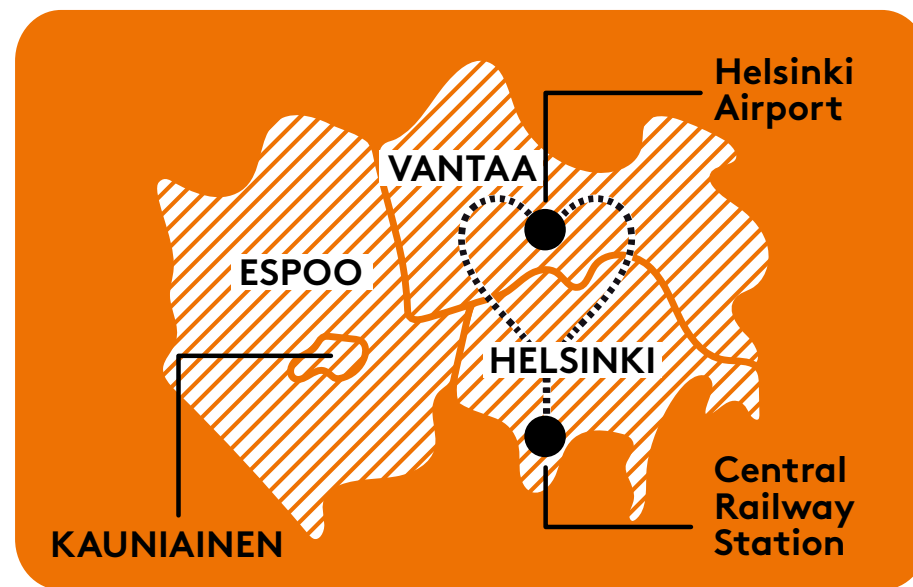 Helsinki
Airport
VANTAA
ESPOO
HELSINKI
KAUNIAINEN
Central
Railway
Station